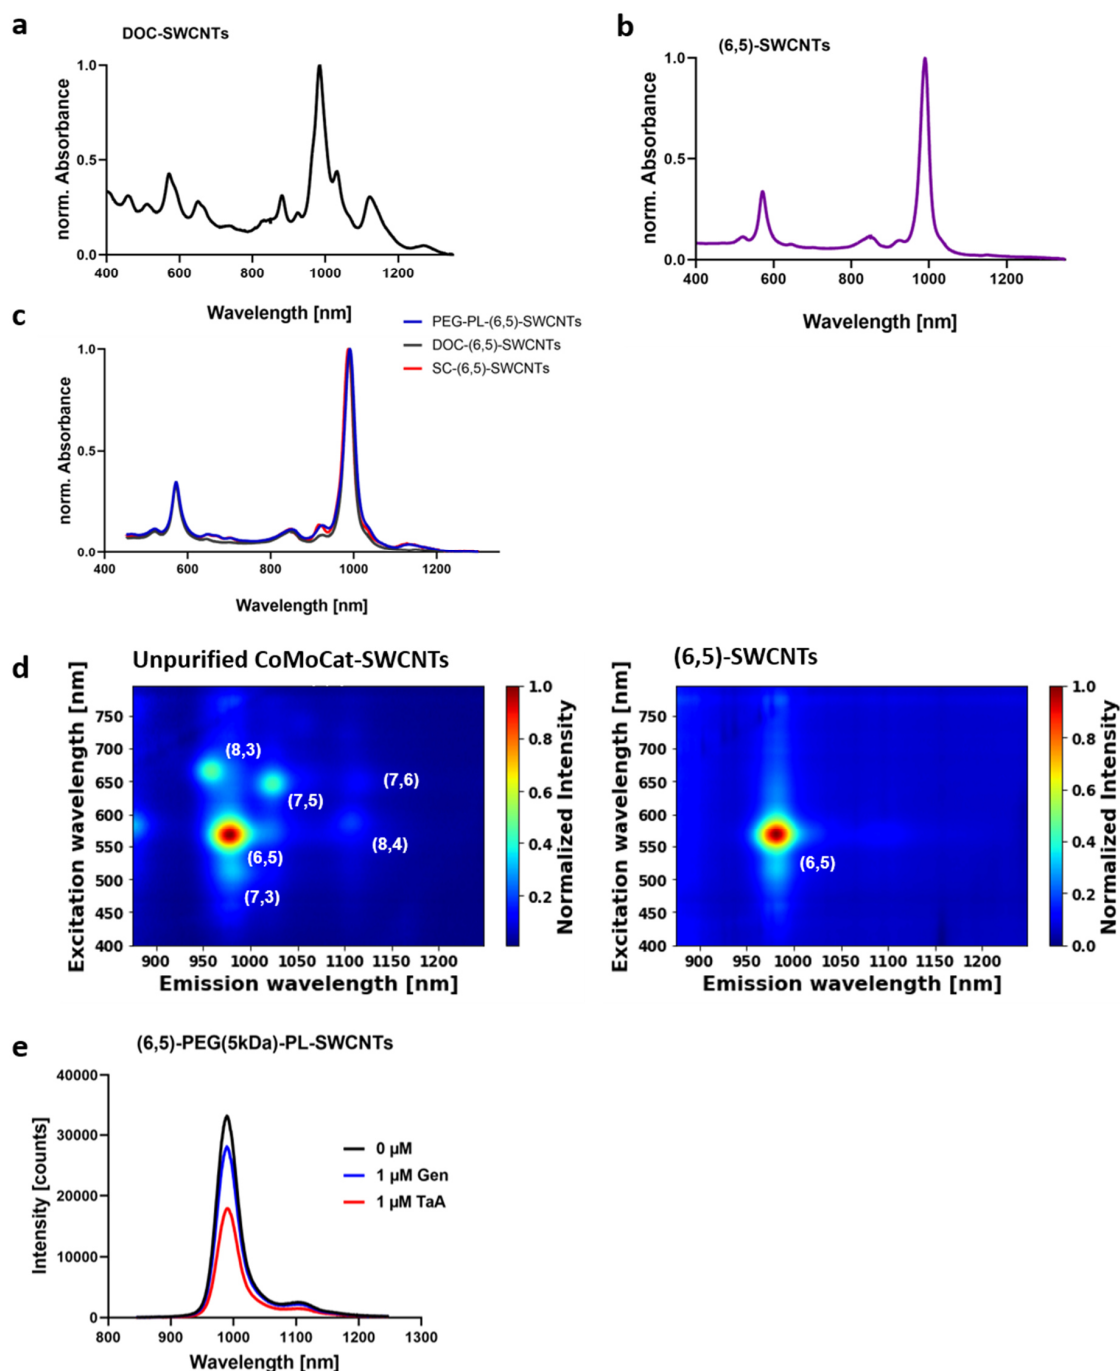 a
DOC-SWCNTs
norm. Absorbance
1.0
0.5
0.0
400 600 800 1000 1200
Wavelength [nm]
b
(6,5)-SWCNTs
norm. Absorbance
1.0
0.5
0.0
400 600 800 1000 1200
Wavelength [nm]
c
PEG-PL-(6,5)-SWCNTs
DOC-(6,5)-SWCNTs
SC-(6,5)-SWCNTs
norm. Absorbance
1.0
0.5
0.0
400 600 800 1000 1200
Wavelength [nm]
d
Unpurified CoMoCat-SWCNTs
Excitation wavelength [nm]
750
700
650
600
550
500
450
400
(8,3)
(7,6)
(7,5)
(8,4)
(6,5)
(7,3)
900 950 1000 1050 1100 1150 1200
Emission wavelength [nm]
1.0
0.8
0.6
0.4
0.2
Normalized Intensity
(6,5)-SWCNTs
Excitation wavelength [nm]
750
700
650
600
550
500
450
400
(6,5)
900 950 1000 1050 1100 1150 1200
Emission wavelength [nm]
1.0
0.8
0.6
0.4
0.2
0.0
Normalized Intensity
e
(6,5)-PEG(5kDa)-PL-SWCNTs
Intensity [counts]
40000
30000
20000
10000
0
0 µM
1 µM Gen
1 µM TaA
800 900 1000 1100 1200 1300
Wavelength [nm]